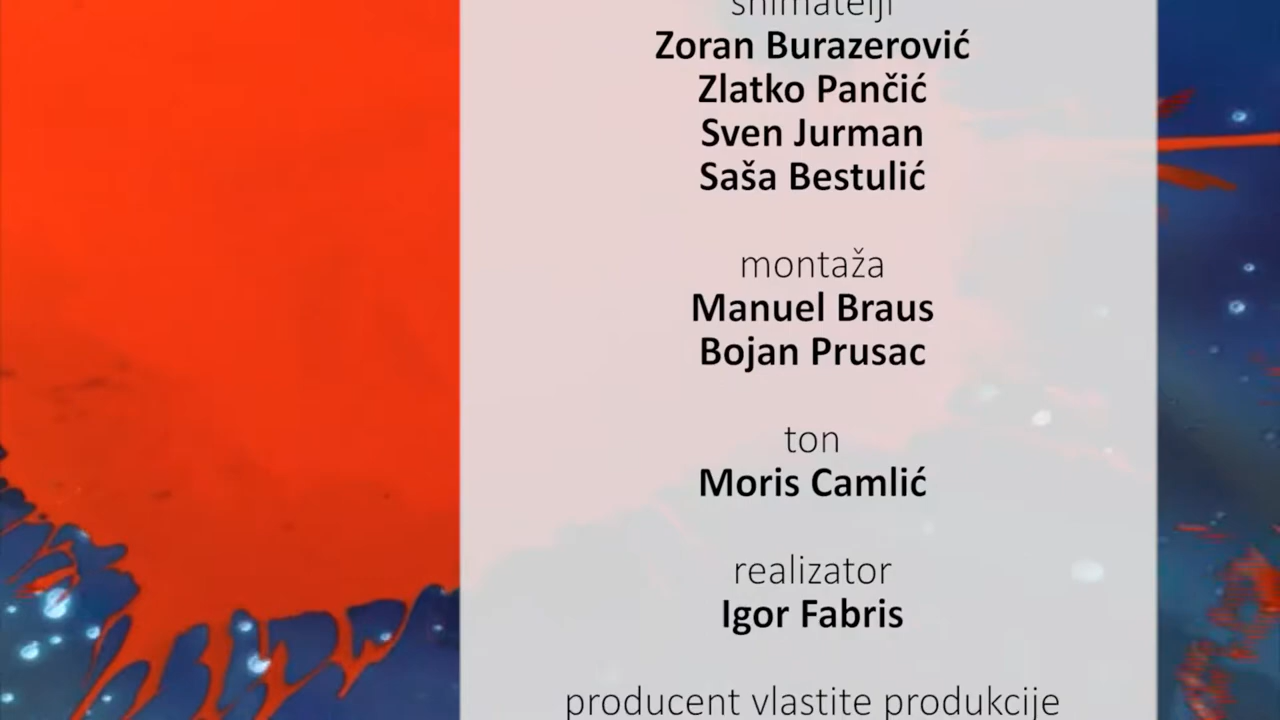 snimatelji
Zoran Burazerović
Zlatko Pančić
Sven Jurman
Saša Bestulić
montaža
Manuel Braus
Bojan Prusac
ton
Moris Camlić
realizator
Igor Fabris
producent vlastite produkcije